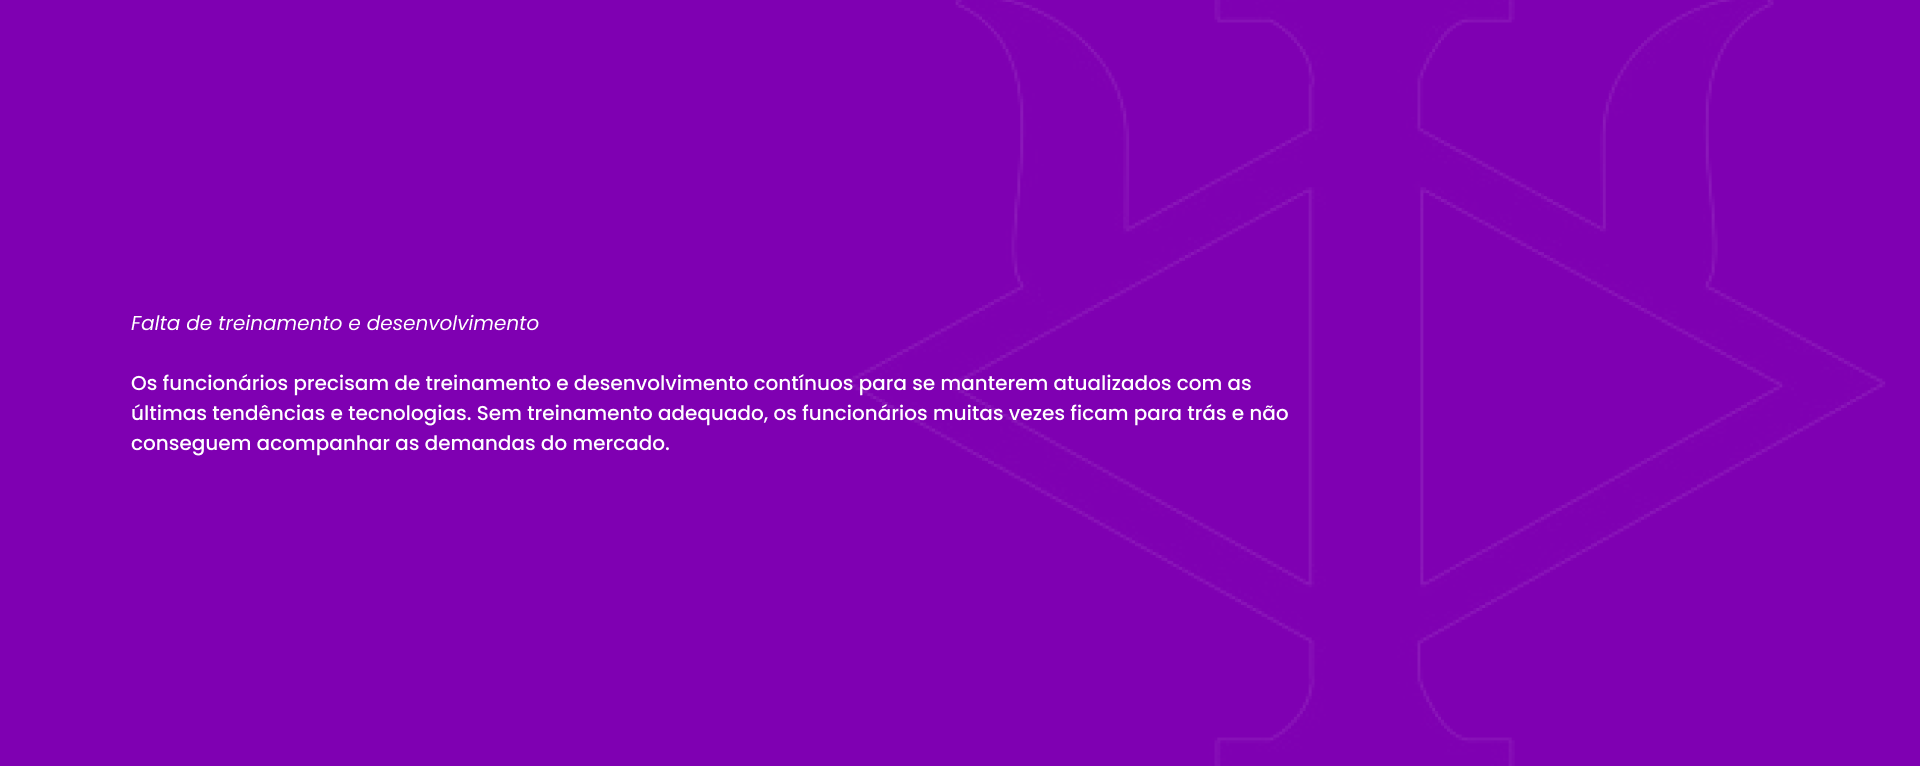 Falta de treinamento e desenvolvimento
Os funcionários precisam de treinamento e desenvolvimento contínuos para se manterem atualizados com as
últimas tendências e tecnologias. Sem treinamento adequado, os funcionários muitas vezes ficam para trás e não
conseguem acompanhar as demandas do mercado.